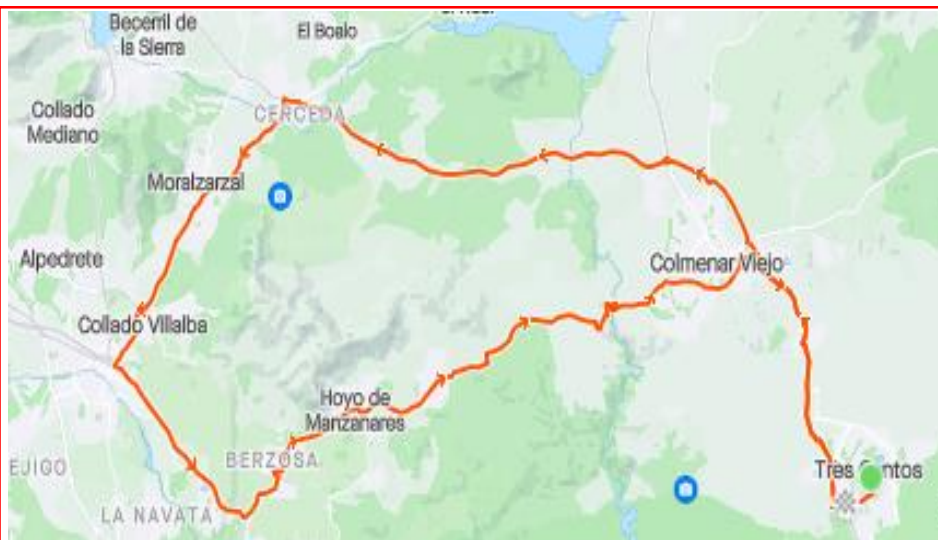 Becerril de
la Sierra
El Boalo
Collado
Mediano
CERCEDA
Moralzarzal
Alpedrete
Colmenar Viejo
Collado Villalba
Hoyo de
Manzanares
BERZOSA
EJIGO
LA NAVATA
Tres